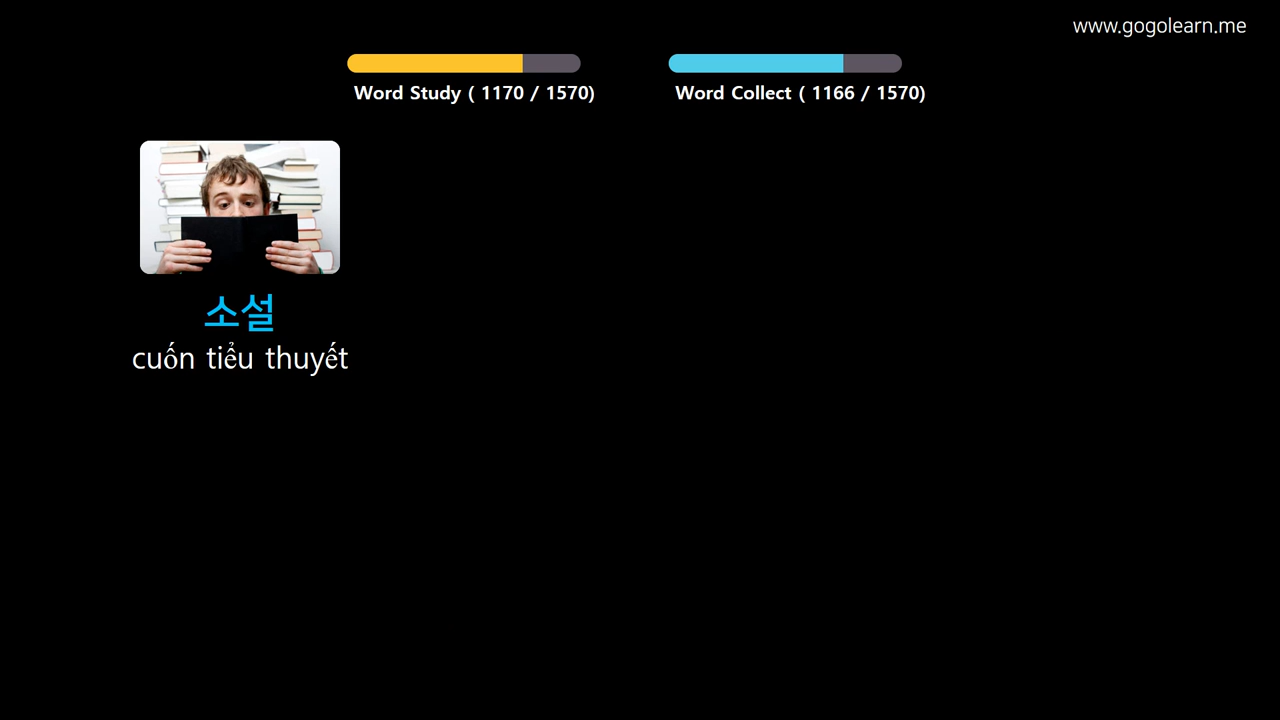 www.gogolearn.me
Word Study ( 1170 / 1570)
Word Collect ( 1166 / 1570)
소설
cuốn tiểu thuyết